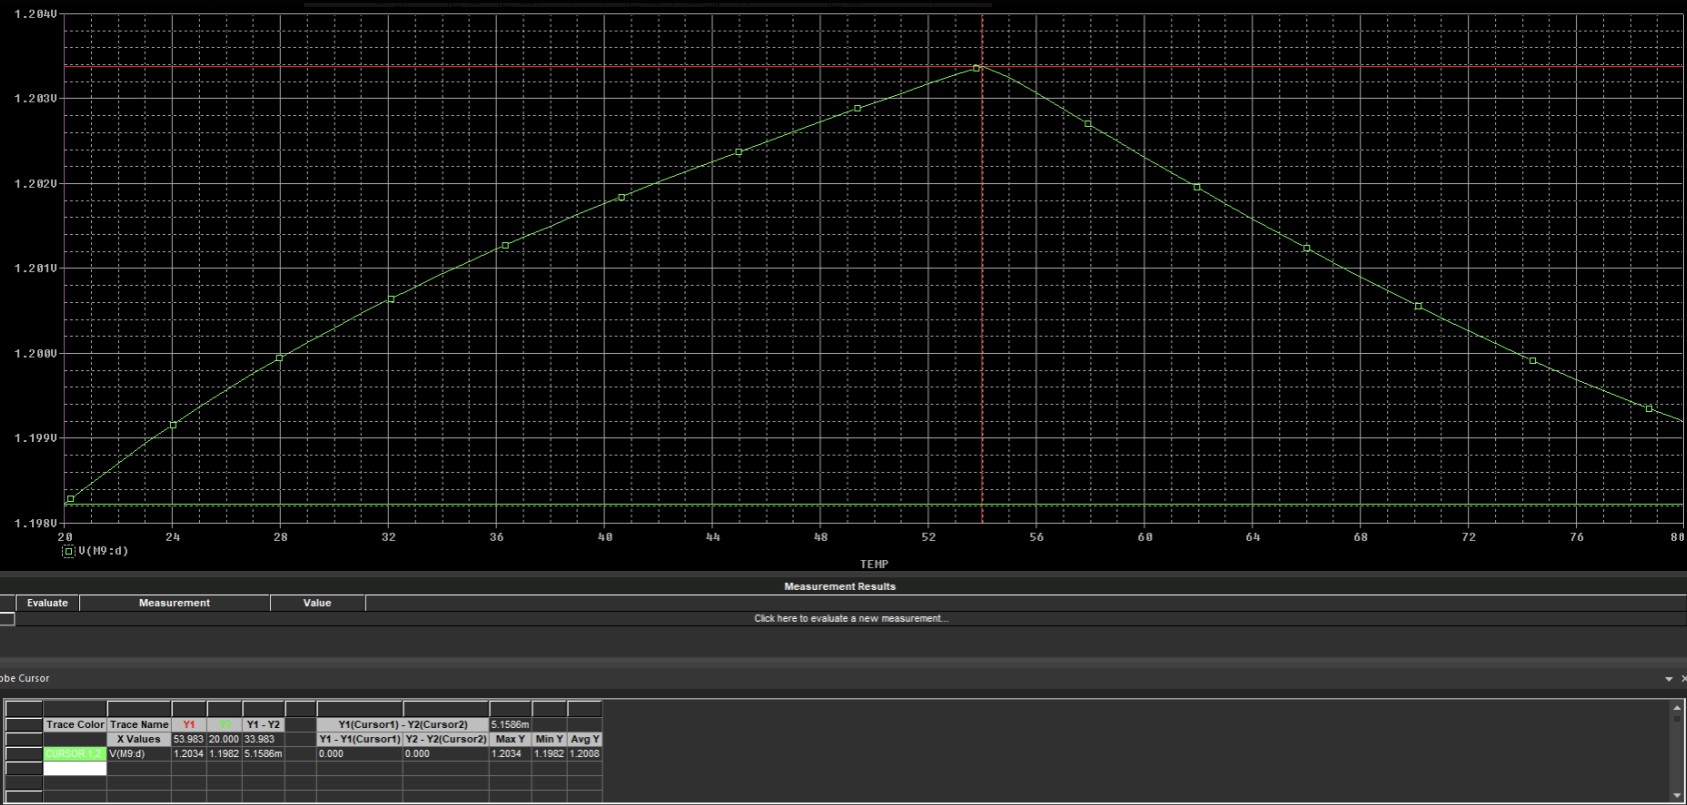 1.204V
1.203V
1.202V
1.201V
1.200V
1.199V
1.198V
20 24 28 32 36 40 44 48 52 56 60 64 68 72 76 80
V(M9:d)
TEMP
Measurement Results
Evaluate Measurement Value
Click here to evaluate a new measurement...
obe Cursor
Trace Color Trace Name Y1 Y2 Y1 - Y2 Y1(Cursor1) - Y2(Cursor2) 5.1586m
X Values 53.983 20.000 33.983 Y1 - Y1(Cursor1) Y2 - Y2(Cursor2) Max Y Min Y Avg Y
CURSOR 1,2 V(M9:d) 1.2034 1.1982 5.1586m 0.000 0.000 1.2034 1.1982 1.2008